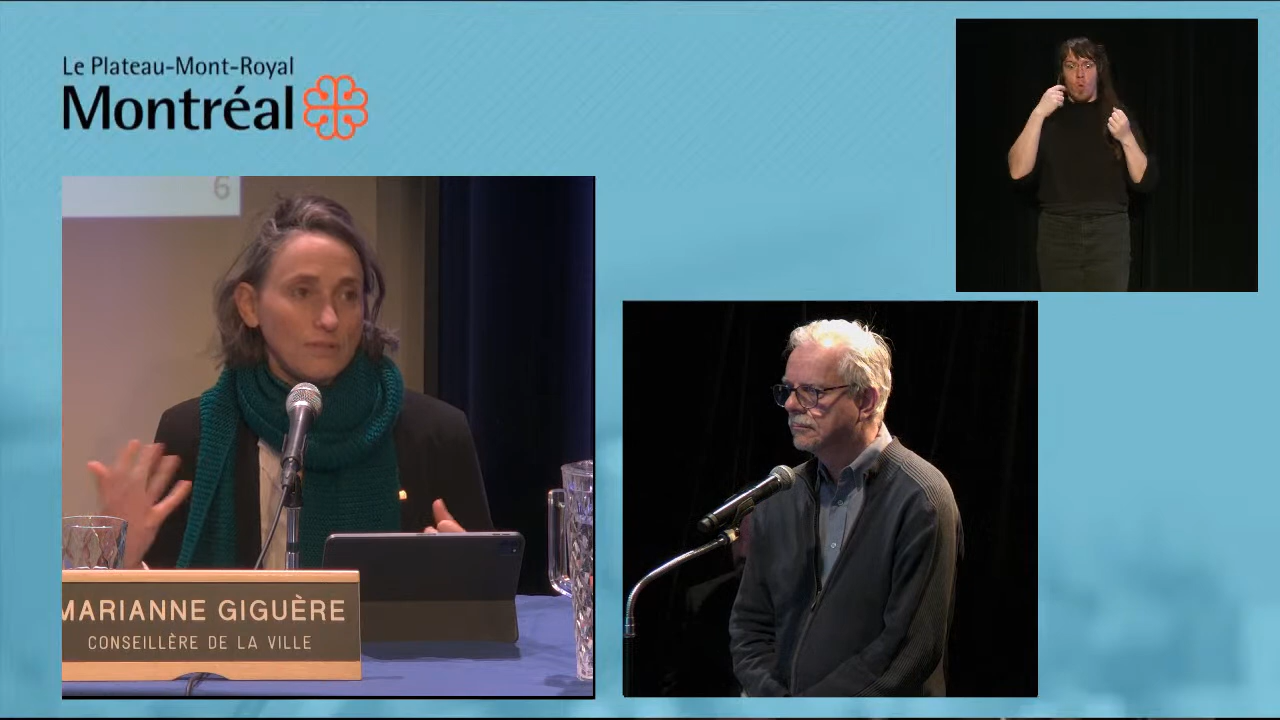 Le Plateau-Mont-Royal
Montréal
6
MARIANNE GIGUÈRE
CONSEILLÈRE DE LA VILLE